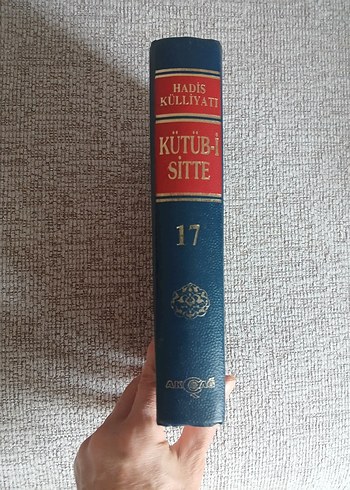 HADİS
KÜLLİYATI
KÜTÜB-İ
SİTTE
17
AKÇAĞ